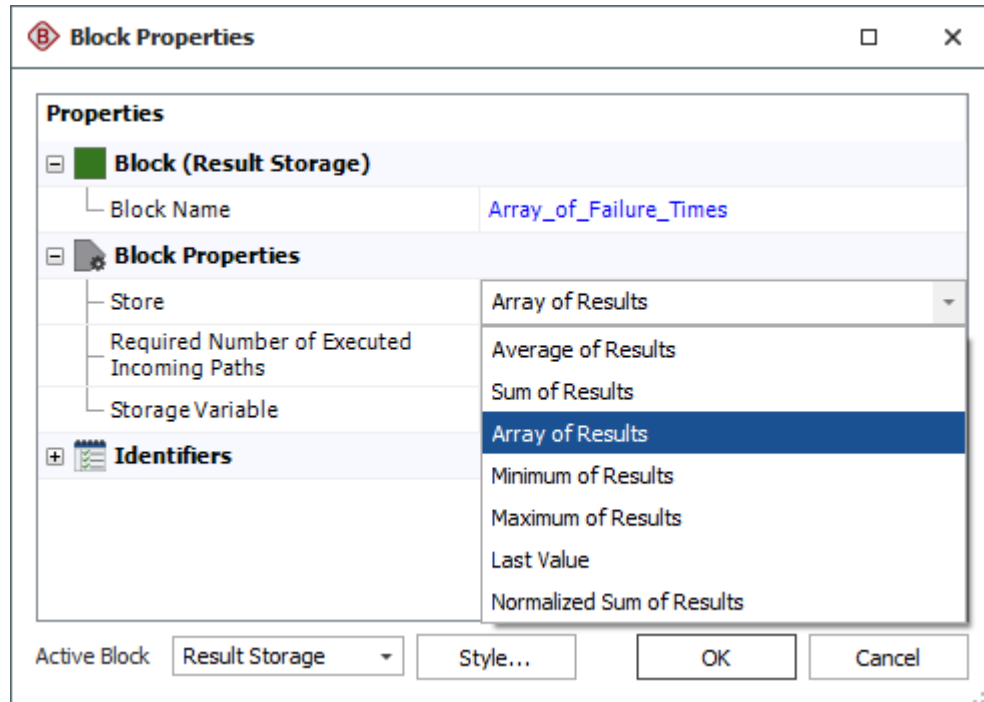 B Block Properties
Properties
Block (Result Storage)
Block Name Array_of_Failure_Times
Block Properties
Store Array of Results
Required Number of Executed
Incoming Paths
Storage Variable
Identifiers
Average of Results
Sum of Results
Array of Results
Minimum of Results
Maximum of Results
Last Value
Normalized Sum of Results
Active Block Result Storage Style... OK Cancel